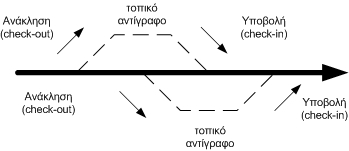 Ανάκληση
(check-out)
τοπικό
αντίγραφο
Υποβολή
(check-in)
Ανάκληση
(check-out)
τοπικό
αντίγραφο
Υποβολή
(check-in)